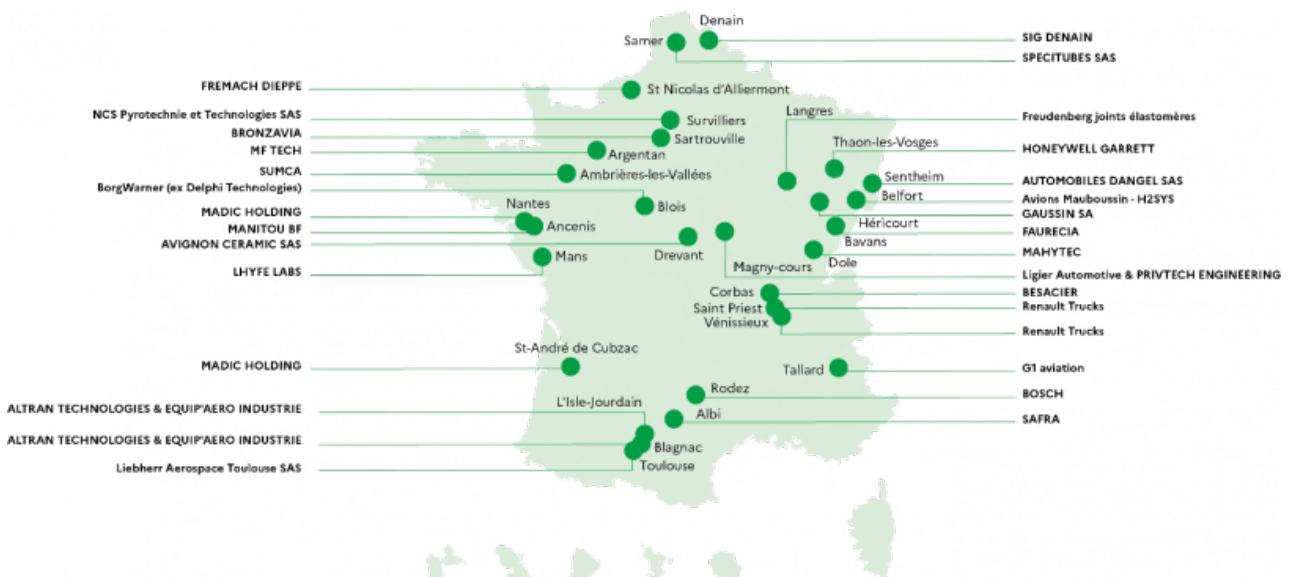 Denain
SIG DENAIN
Samer
SPECITUBES SAS
FREMACH DIEPPE
St Nicolas d'Alliermont
NCS Pyrotechnie et Technologies SAS
Survilliers
Langres
Freudenberg joints élastomères
BRONZAVIA
Sartrouville
Thaon-les-Vosges
HONEYWELL GARRETT
MF TECH
Argentan
SUMCA
Ambrières-les-Vallées
Sentheim
AUTOMOBILES DANGEL SAS
BorgWarner (ex Delphi Technologies)
Blois
Belfort
Avions Mauboussin - H2SYS
MADIC HOLDING
Nantes
GAUSSIN SA
MANITOU BF
Ancenis
Héricourt
FAURECIA
AVIGNON CERAMIC SAS
Drevant
Bavans
MAHYTEC
LHYFE LABS
Mans
Magny-cours
Dole
Ligier Automotive & PRIVTECH ENGINEERING
Corbas
BESACIER
Saint Priest
Renault Trucks
Vénissieux
Renault Trucks
St-André de Cubzac
MADIC HOLDING
Tallard
G1 aviation
Rodez
BOSCH
L'Isle-Jourdain
ALTRAN TECHNOLOGIES & EQUIP'AERO INDUSTRIE
Albi
SAFRA
ALTRAN TECHNOLOGIES & EQUIP'AERO INDUSTRIE
Blagnac
Liebherr Aerospace Toulouse SAS
Toulouse